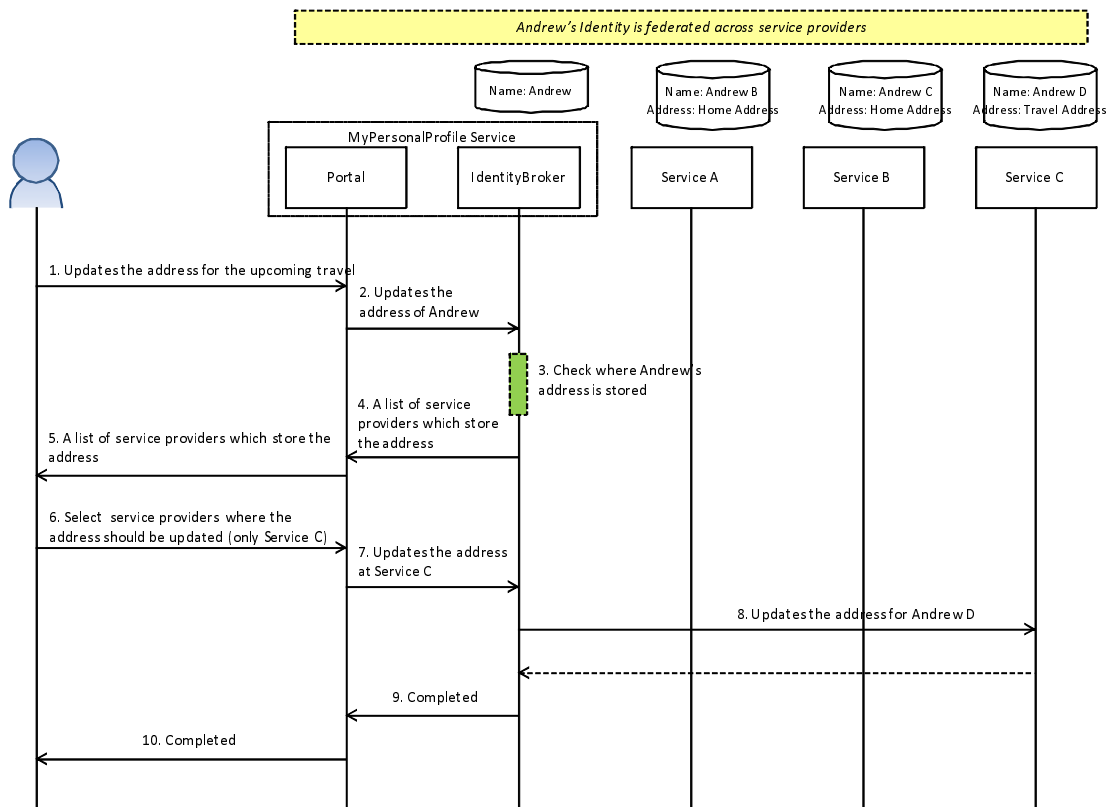 Andrew's Identity is federated across service providers
Name: Andrew
Name: Andrew B
Address: Home Address
Name: Andrew C
Address: Home Address
Name: Andrew D
Address: Travel Address
MyPersonalProfile Service
Portal
IdentityBroker
Service A
Service B
Service C
1. Updates the address for the upcoming travel
2. Updates the
address of Andrew
3. Check where Andrew's
address is stored
4. A list of service
providers which store
the address
5. A list of service providers which store the
address
6. Select service providers where the
address should be updated (only Service C)
7. Updates the address
at Service C
8. Updates the address for Andrew D
9. Completed
10. Completed